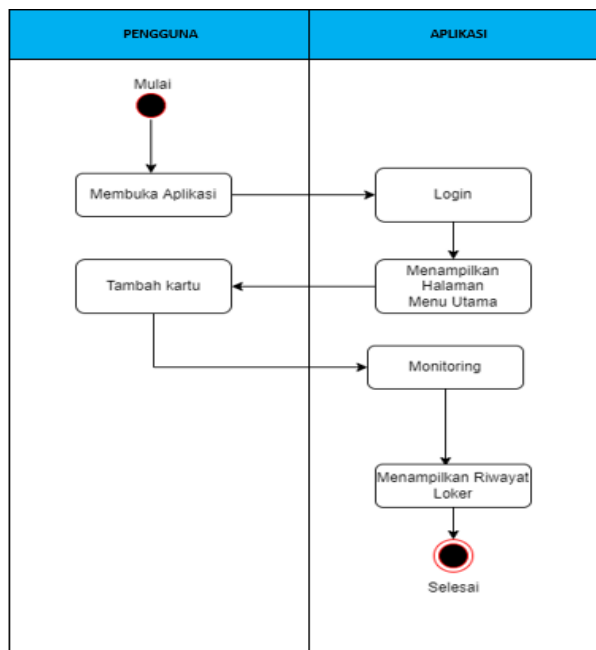 PENGGUNA
APLIKASI
Mulai
Membuka Aplikasi
Login
Tambah kartu
Menampilkan
Halaman
Menu Utama
Monitoring
Menampilkan Riwayat
Loker
Selesai